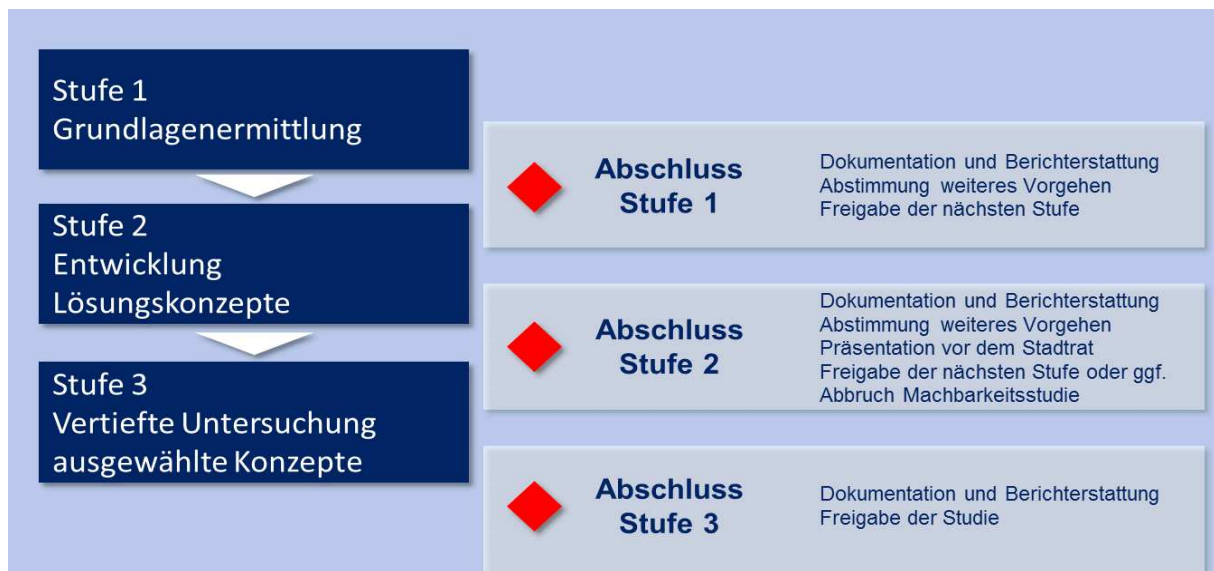 Stufe 1
Grundlagenermittlung
Stufe 2
Entwicklung
Lösungskonzepte
Stufe 3
Vertiefte Untersuchung
ausgewählte Konzepte
Abschluss
Stufe 1
Dokumentation und Berichterstattung
Abstimmung weiteres Vorgehen
Freigabe der nächsten Stufe
Abschluss
Stufe 2
Dokumentation und Berichterstattung
Abstimmung weiteres Vorgehen
Präsentation vor dem Stadtrat
Freigabe der nächsten Stufe oder ggf.
Abbruch Machbarkeitsstudie
Abschluss
Stufe 3
Dokumentation und Berichterstattung
Freigabe der Studie